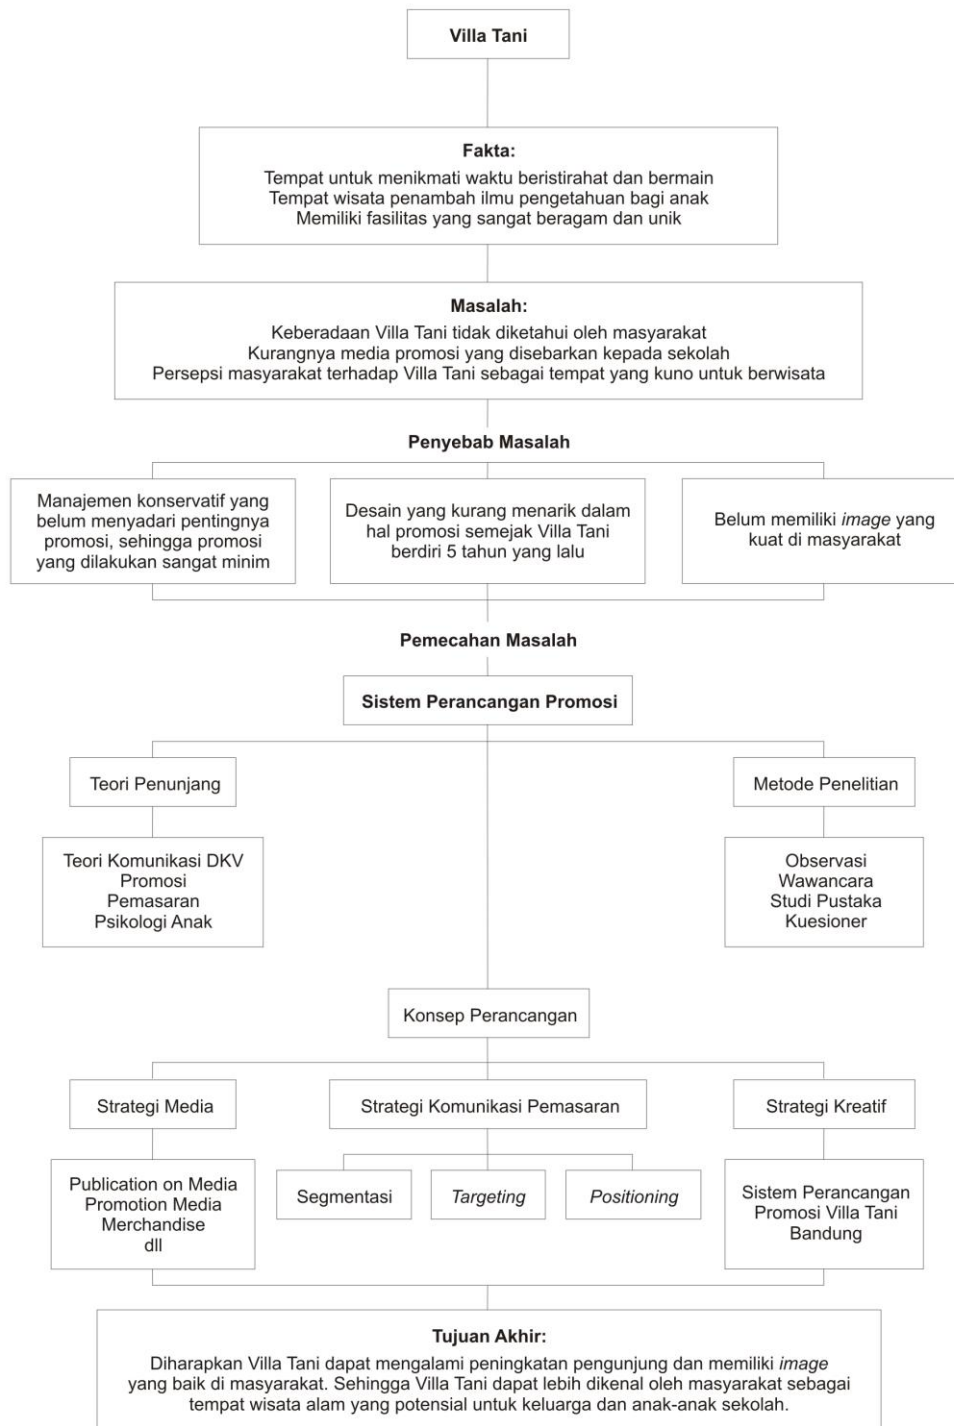 Villa Tani
Fakta:
Tempat untuk menikmati waktu beristirahat dan bermain
Tempat wisata penambah ilmu pengetahuan bagi anak
Memiliki fasilitas yang sangat beragam dan unik
Masalah:
Keberadaan Villa Tani tidak diketahui oleh masyarakat
Kurangnya media promosi yang disebarkan kepada sekolah
Persepsi masyarakat terhadap Villa Tani sebagai tempat yang kuno untuk berwisata
Penyebab Masalah
Manajemen konservatif yang
belum menyadari pentingnya
promosi, sehingga promosi
yang dilakukan sangat minim
Desain yang kurang menarik dalam
hal promosi semejak Villa Tani
berdiri 5 tahun yang lalu
Belum memiliki image yang
kuat di masyarakat
Pemecahan Masalah
Sistem Perancangan Promosi
Teori Penunjang
Teori Komunikasi DKV
Promosi
Pemasaran
Psikologi Anak
Metode Penelitian
Observasi
Wawancara
Studi Pustaka
Kuesioner
Konsep Perancangan
Strategi Media
Publication on Media
Promotion Media
Merchandise
dll
Strategi Komunikasi Pemasaran
Segmentasi
Targeting
Positioning
Strategi Kreatif
Sistem Perancangan
Promosi Villa Tani
Bandung
Tujuan Akhir:
Diharapkan Villa Tani dapat mengalami peningkatan pengunjung dan memiliki image
yang baik di masyarakat. Sehingga Villa Tani dapat lebih dikenal oleh masyarakat sebagai
tempat wisata alam yang potensial untuk keluarga dan anak-anak sekolah.